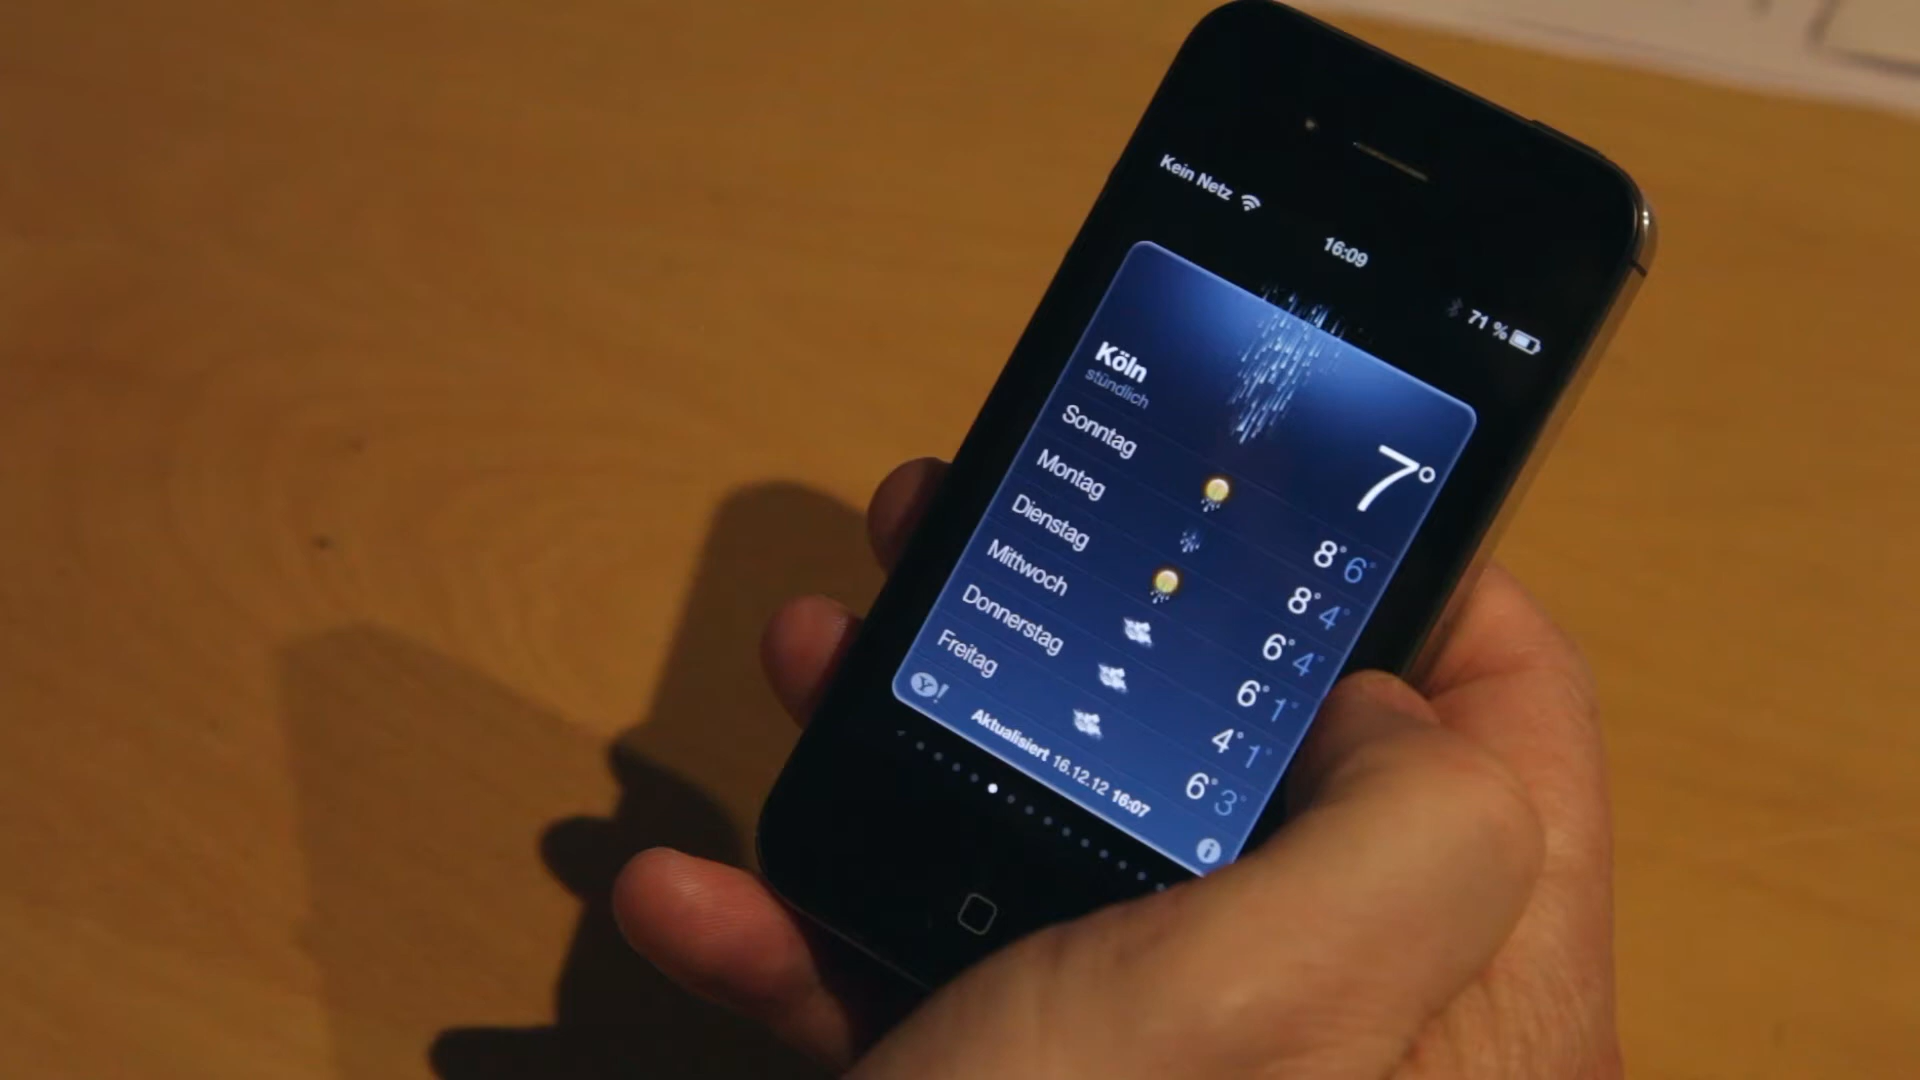 Kein Netz
16:09
71 %
Köln
stündlich
7°
Sonntag 8° 6°
Montag 8° 4°
Dienstag 6° 4°
Mittwoch 6° 1°
Donnerstag 4° 1°
Freitag 6° 3°
Y!
Aktualisiert 16.12.12 16:07
i